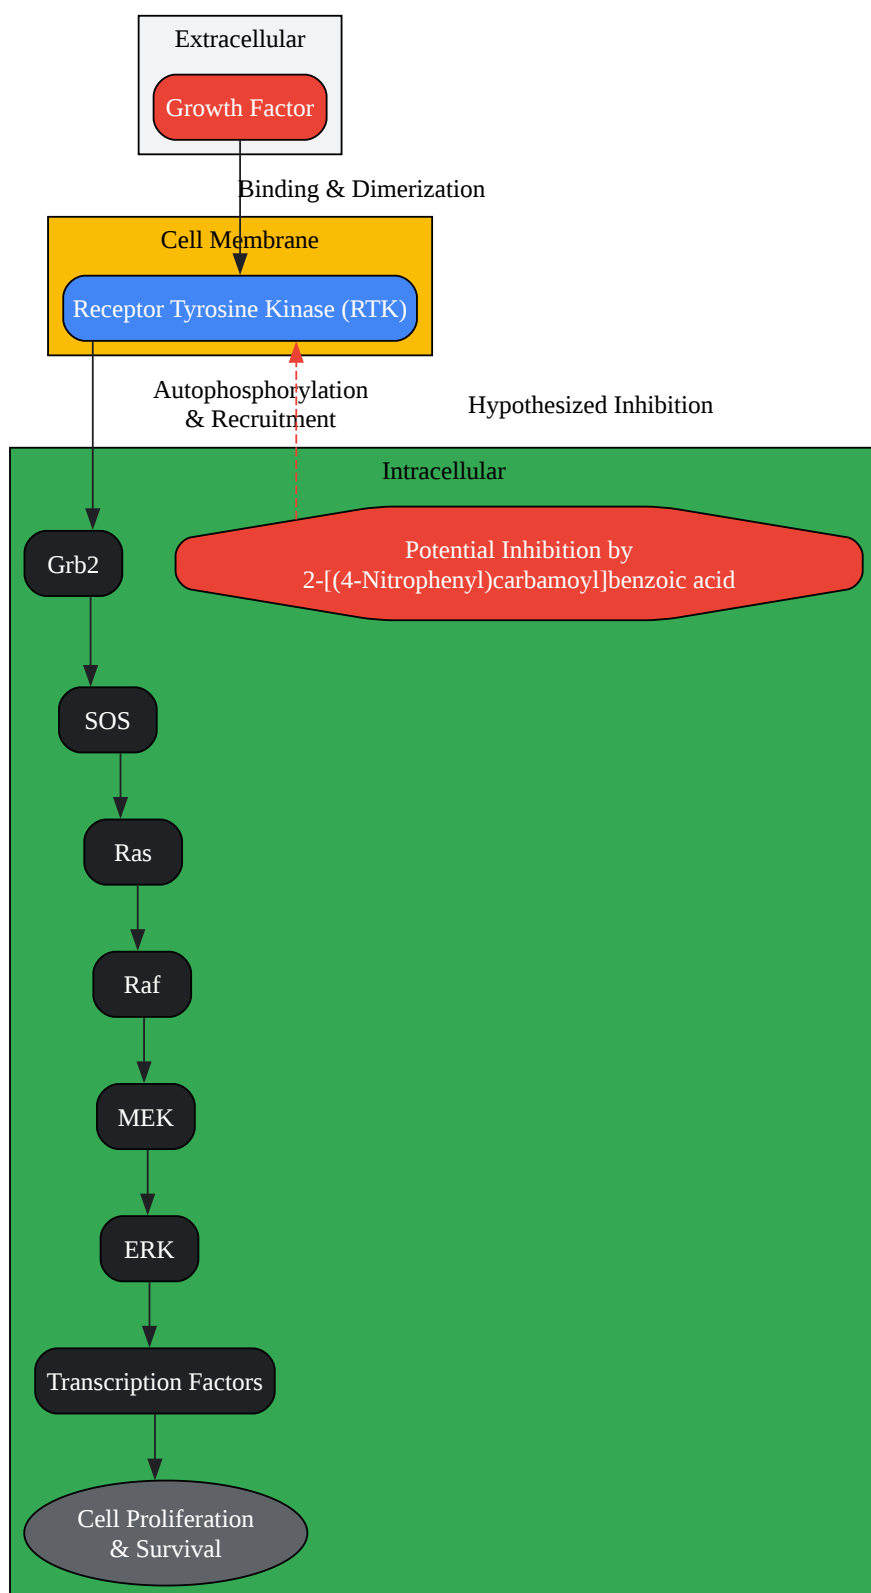 Extracellular
Growth Factor
Binding & Dimerization
Cell Membrane
Receptor Tyrosine Kinase (RTK)
Autophosphorylation
& Recruitment
Hypothesized Inhibition
Intracellular
Grb2
Potential Inhibition by
2-[(4-Nitrophenyl)carbamoyl]benzoic acid
SOS
Ras
Raf
MEK
ERK
Transcription Factors
Cell Proliferation
& Survival